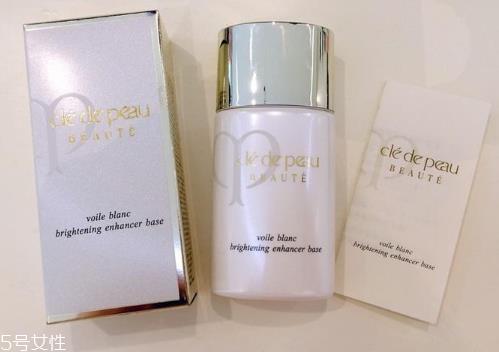 clé de peau
BEAUTÉ
voile blanc
brightening enhancer base
clé de peau
BEAUTÉ
voile blanc
brightening enhancer base
clé de peau
BEAUTÉ
voile blanc
brightening enhancer base
5号女性